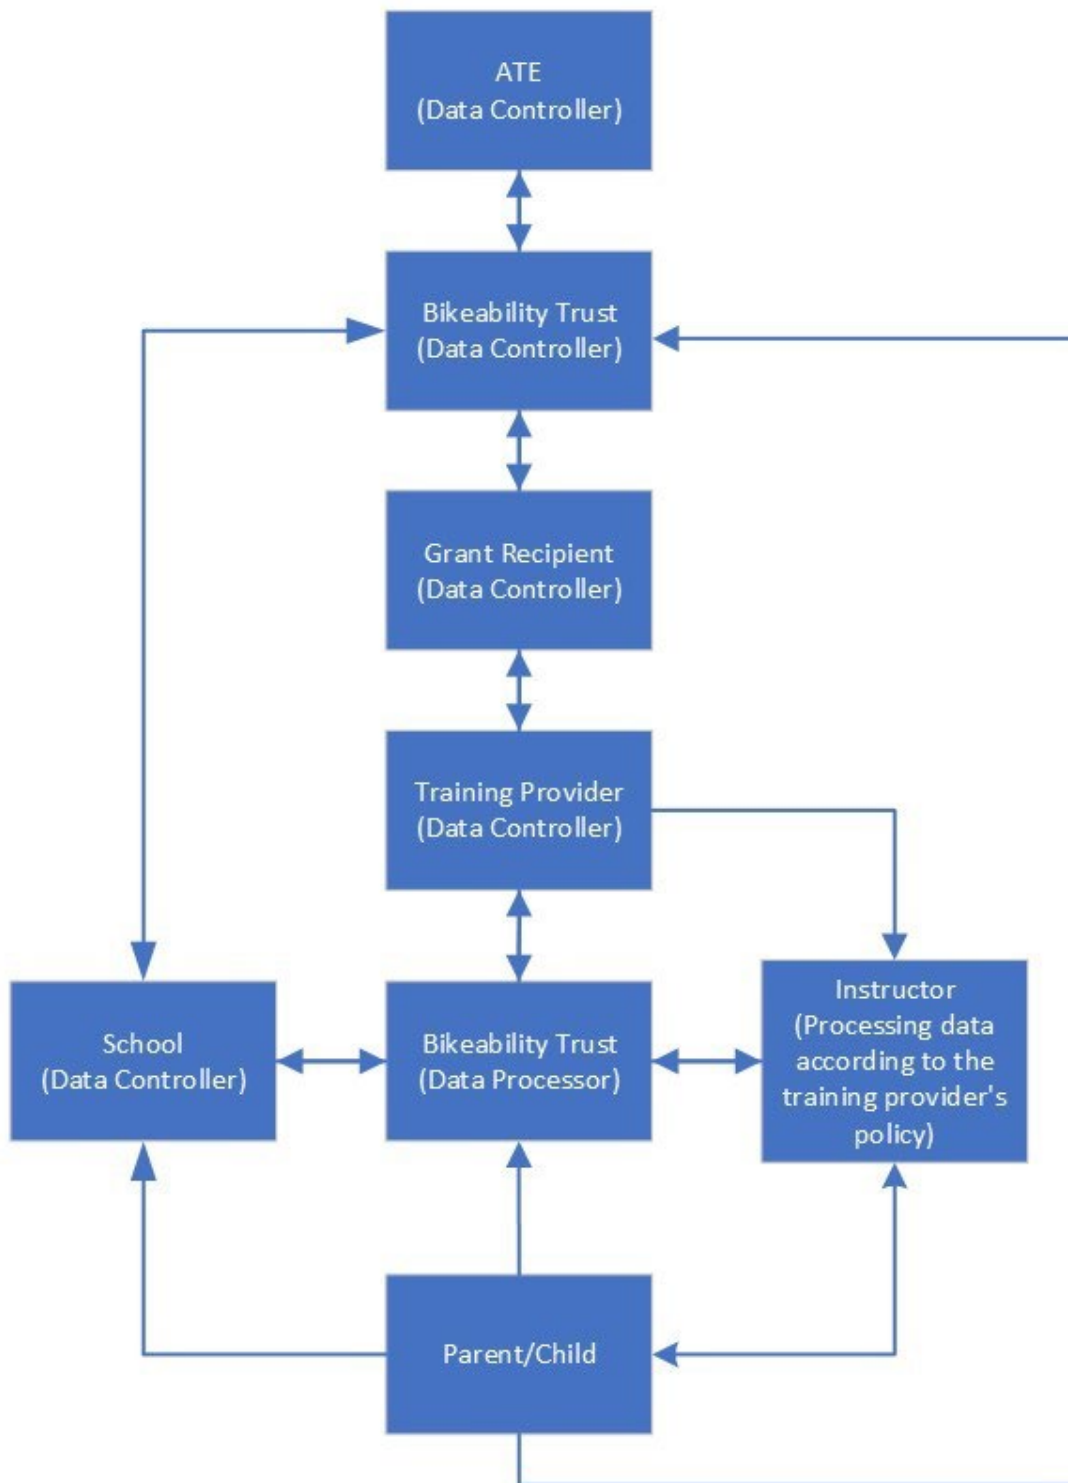 ATE
(Data Controller)
Bikeability Trust
(Data Controller)
Grant Recipient
(Data Controller)
Training Provider
(Data Controller)
School
(Data Controller)
Bikeability Trust
(Data Processor)
Instructor
(Processing data
according to the
training provider's
policy)
Parent/Child